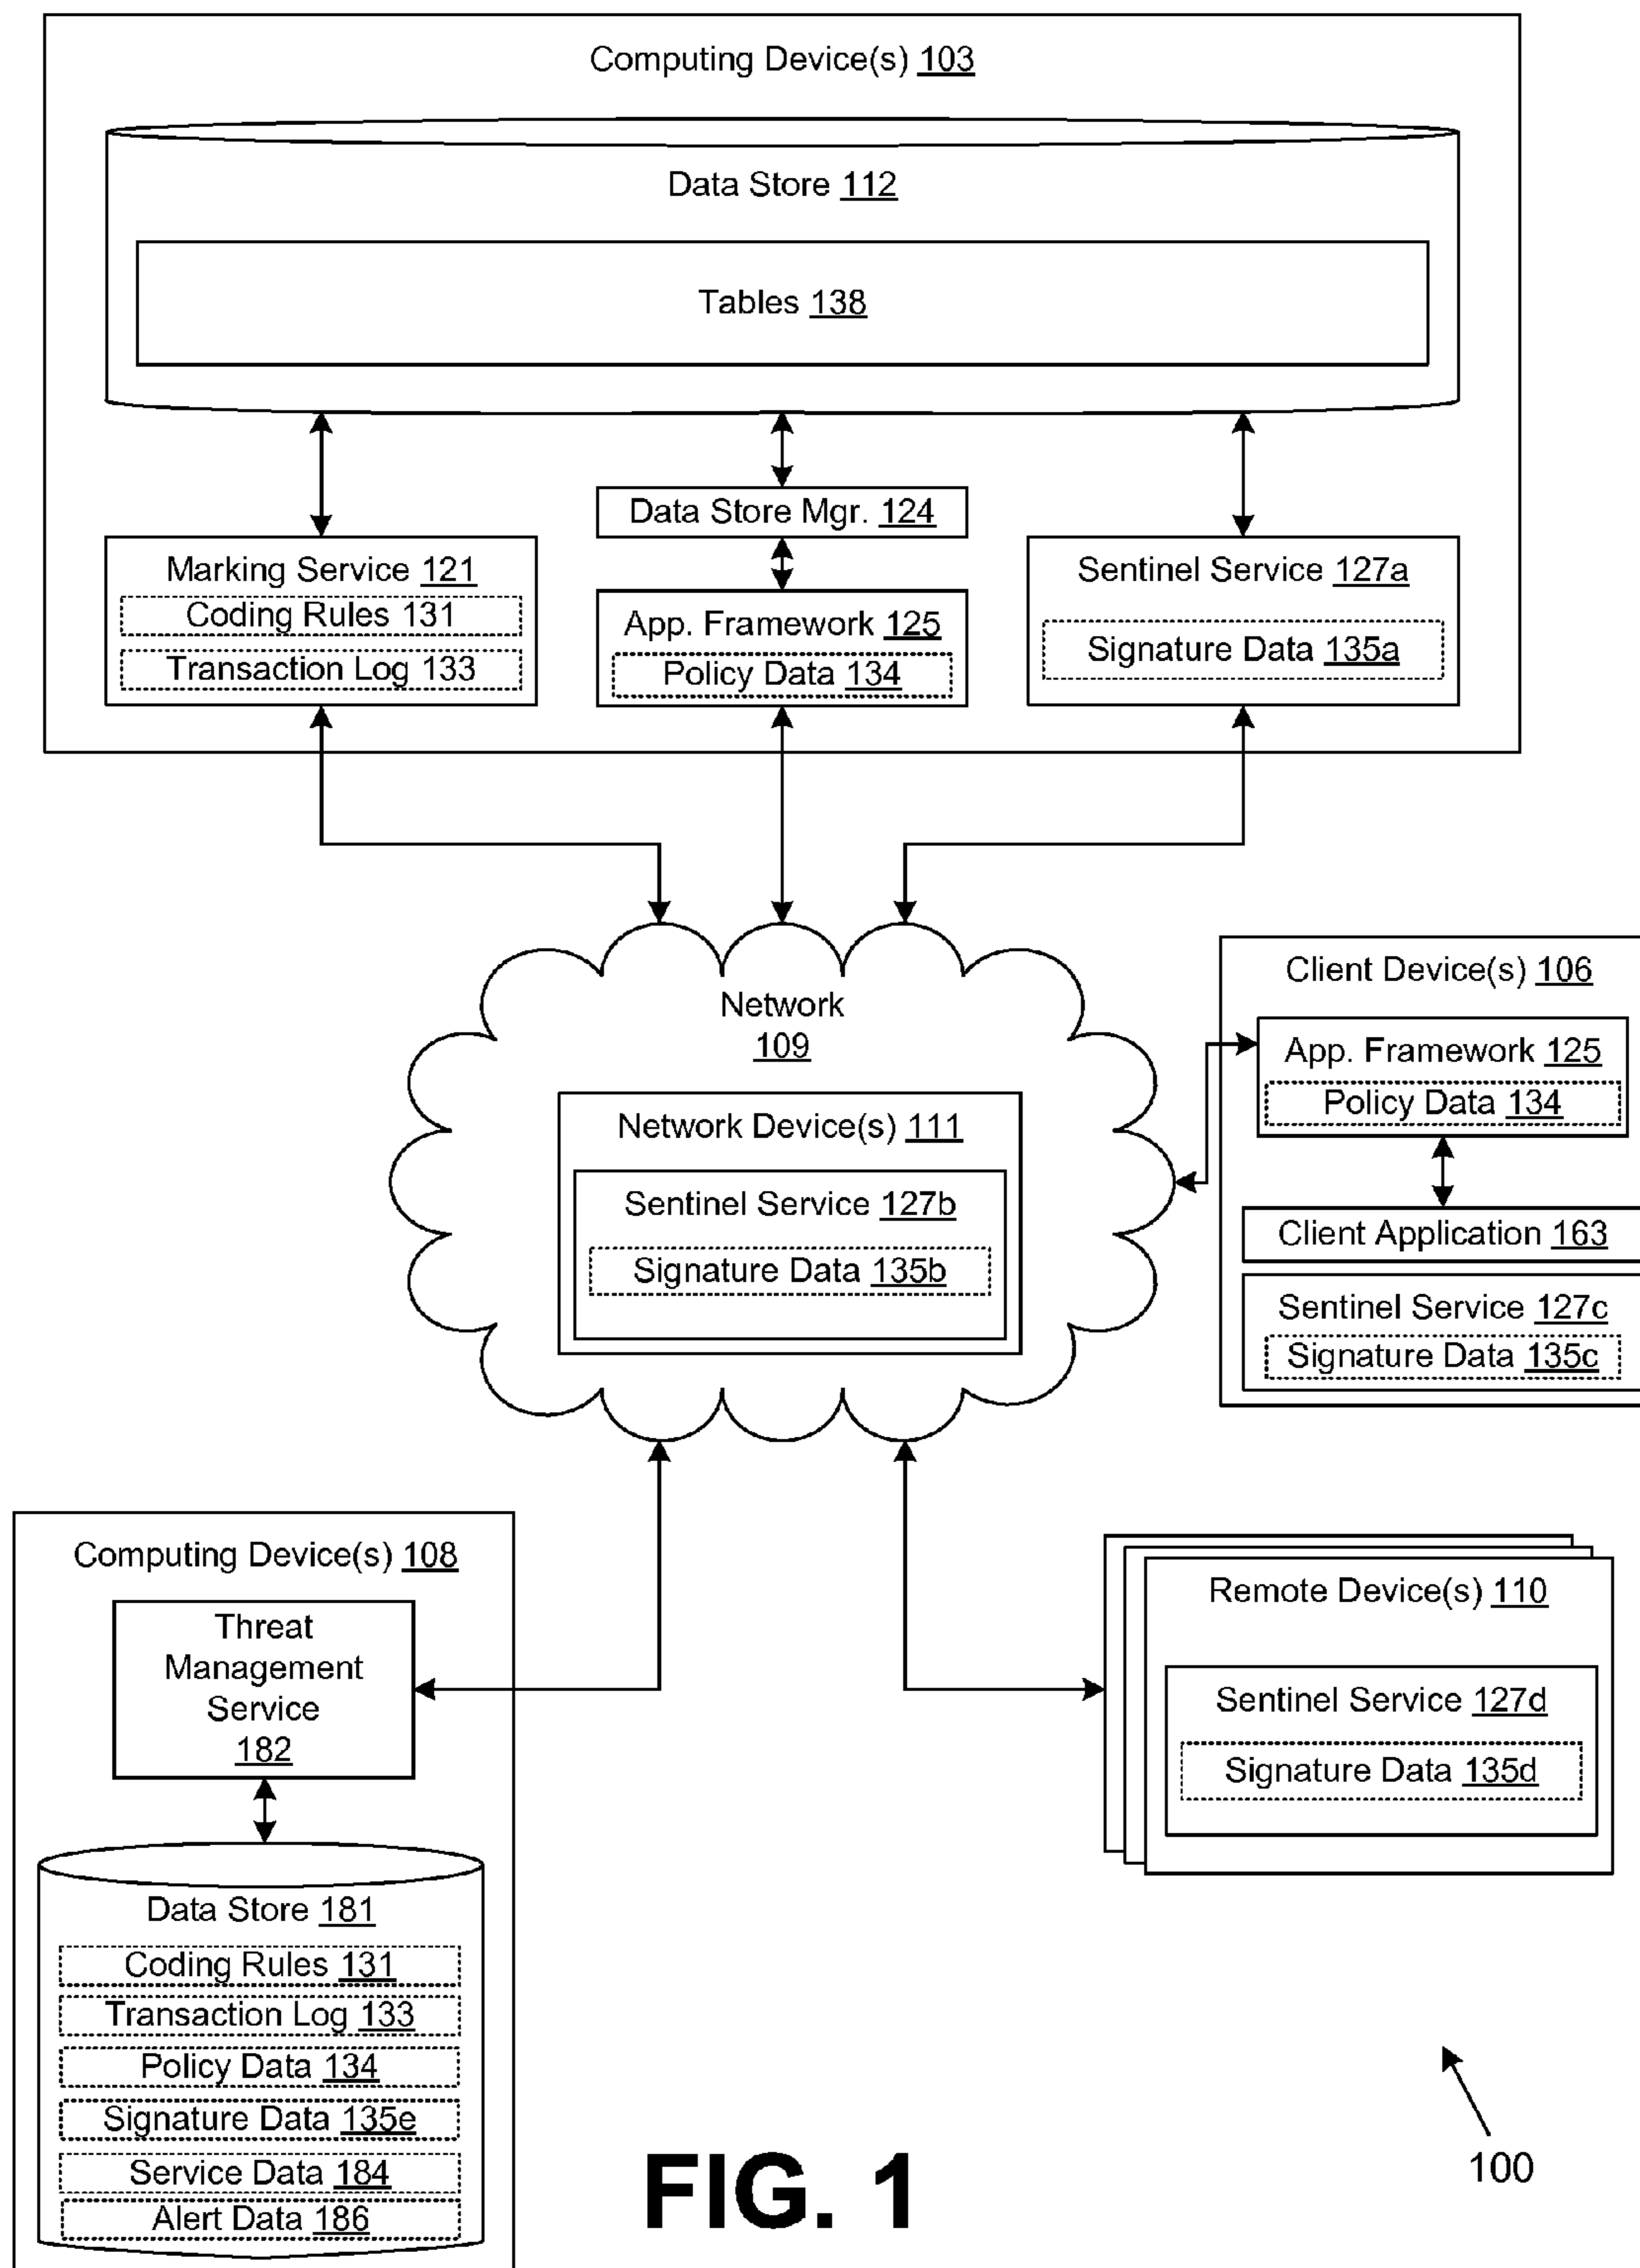 Computing Device(s) 103
Data Store 112
Tables 138
Data Store Mgr. 124
Marking Service 121
Coding Rules 131
Transaction Log 133
App. Framework 125
Policy Data 134
Sentinel Service 127a
Signature Data 135a
Network
109
Network Device(s) 111
Sentinel Service 127b
Signature Data 135b
Client Device(s) 106
App. Framework 125
Policy Data 134
Client Application 163
Sentinel Service 127c
Signature Data 135c
Computing Device(s) 108
Threat
Management
Service
182
Data Store 181
Coding Rules 131
Transaction Log 133
Policy Data 134
Signature Data 135e
Service Data 184
Alert Data 186
Remote Device(s) 110
Sentinel Service 127d
Signature Data 135d
100
FIG. 1